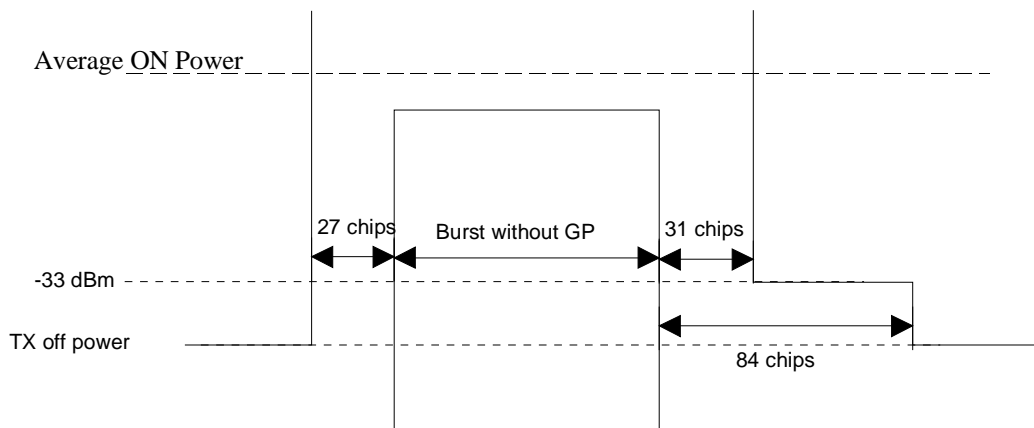 Average ON Power
27 chips
Burst without GP
31 chips
-33 dBm
TX off power
84 chips